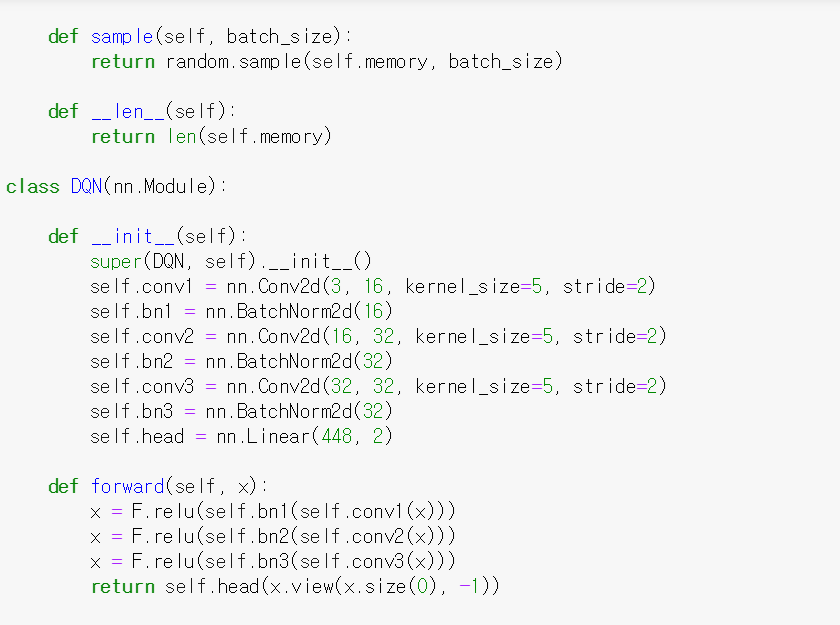 def sample(self, batch_size):
return random.sample(self.memory, batch_size)
def __len__(self):
return len(self.memory)
class DQN(nn.Module):
def __init__(self):
super(DQN, self).__init__()
self.conv1 = nn.Conv2d(3, 16, kernel_size=5, stride=2)
self.bn1 = nn.BatchNorm2d(16)
self.conv2 = nn.Conv2d(16, 32, kernel_size=5, stride=2)
self.bn2 = nn.BatchNorm2d(32)
self.conv3 = nn.Conv2d(32, 32, kernel_size=5, stride=2)
self.bn3 = nn.BatchNorm2d(32)
self.head = nn.Linear(448, 2)
def forward(self, x):
x = F.relu(self.bn1(self.conv1(x)))
x = F.relu(self.bn2(self.conv2(x)))
x = F.relu(self.bn3(self.conv3(x)))
return self.head(x.view(x.size(0), -1))